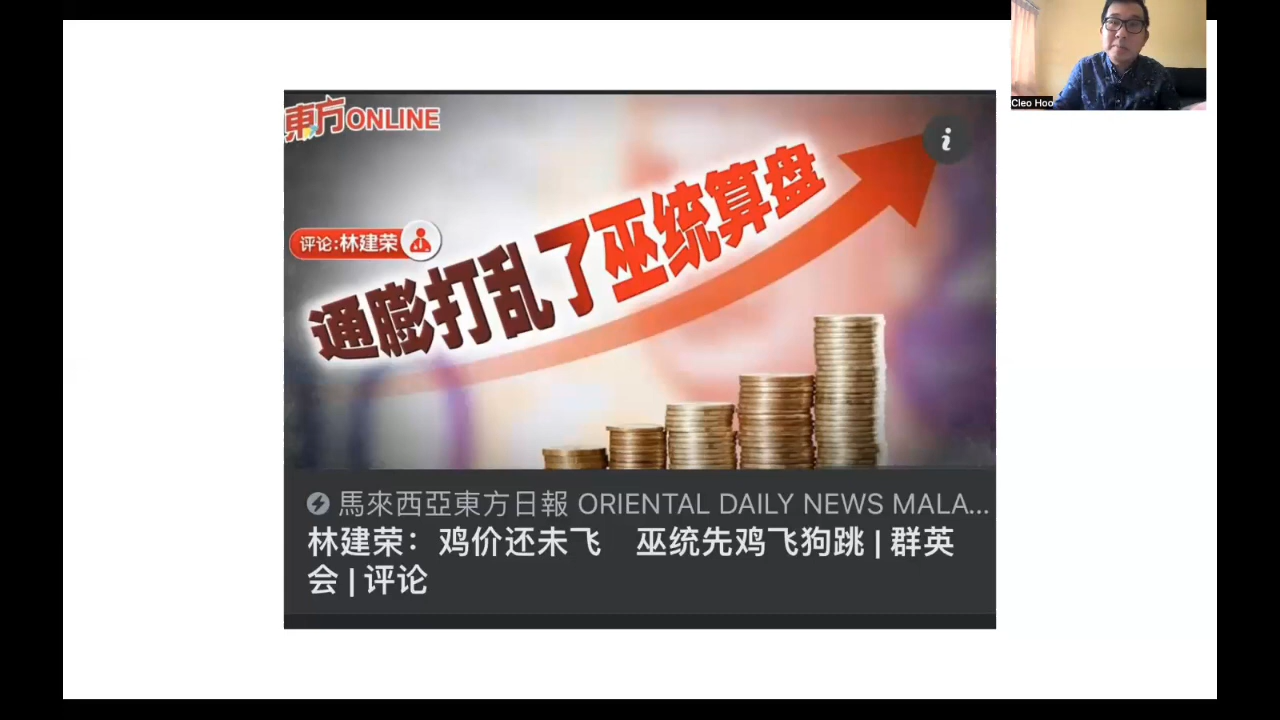 Cleo Hoo
東方ONLINE
i
评论:林建荣
通膨打乱了巫统算盘
馬來西亞東方日報 ORIENTAL DAILY NEWS MALA...
林建荣：鸡价还未飞　巫统先鸡飞狗跳 | 群英
会 | 评论